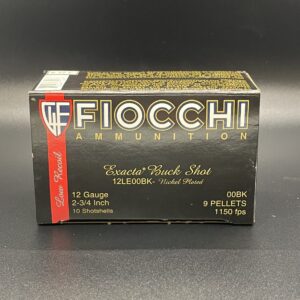 GFL
FIOCCHI
AMMUNITION
Low Recoil
Exacta® Buck Shot
12LE00BK - Nickel Plated
12 Gauge
2-3/4 Inch
10 Shotshells
00BK
9 PELLETS
1150 fps